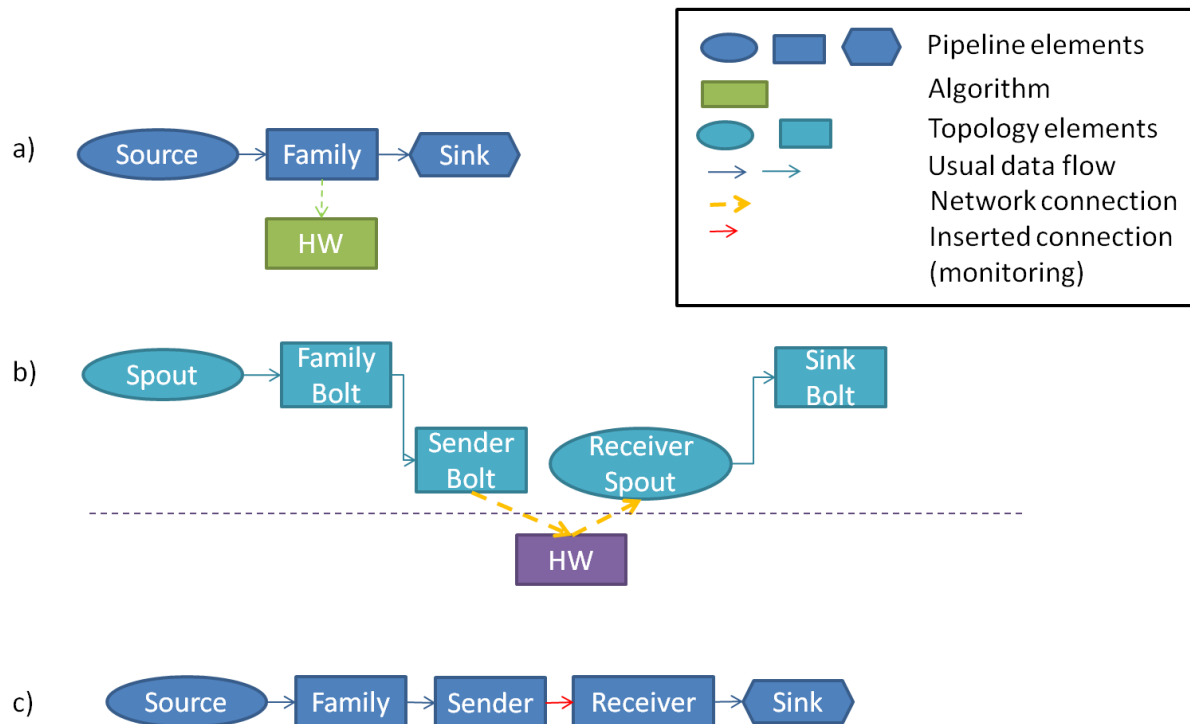 Pipeline elements
Algorithm
Topology elements
Usual data flow
Network connection
Inserted connection
(monitoring)
a)
Source
Family
Sink
HW
b)
Spout
Family
Bolt
Sender
Bolt
Receiver
Spout
Sink
Bolt
HW
c)
Source
Family
Sender
Receiver
Sink